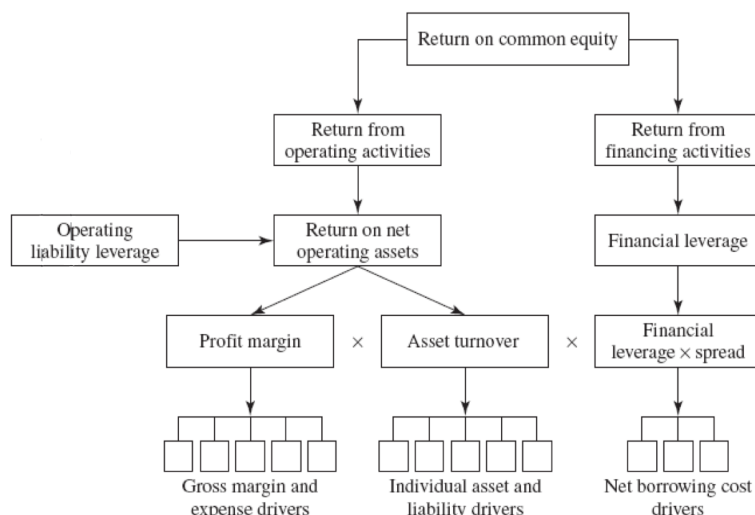 Return on common equity
Return from
operating activities
Return from
financing activities
Operating
liability leverage
Return on net
operating assets
Financial leverage
Profit margin
×
Asset turnover
×
Financial
leverage × spread
Gross margin and
expense drivers
Individual asset and
liability drivers
Net borrowing cost
drivers